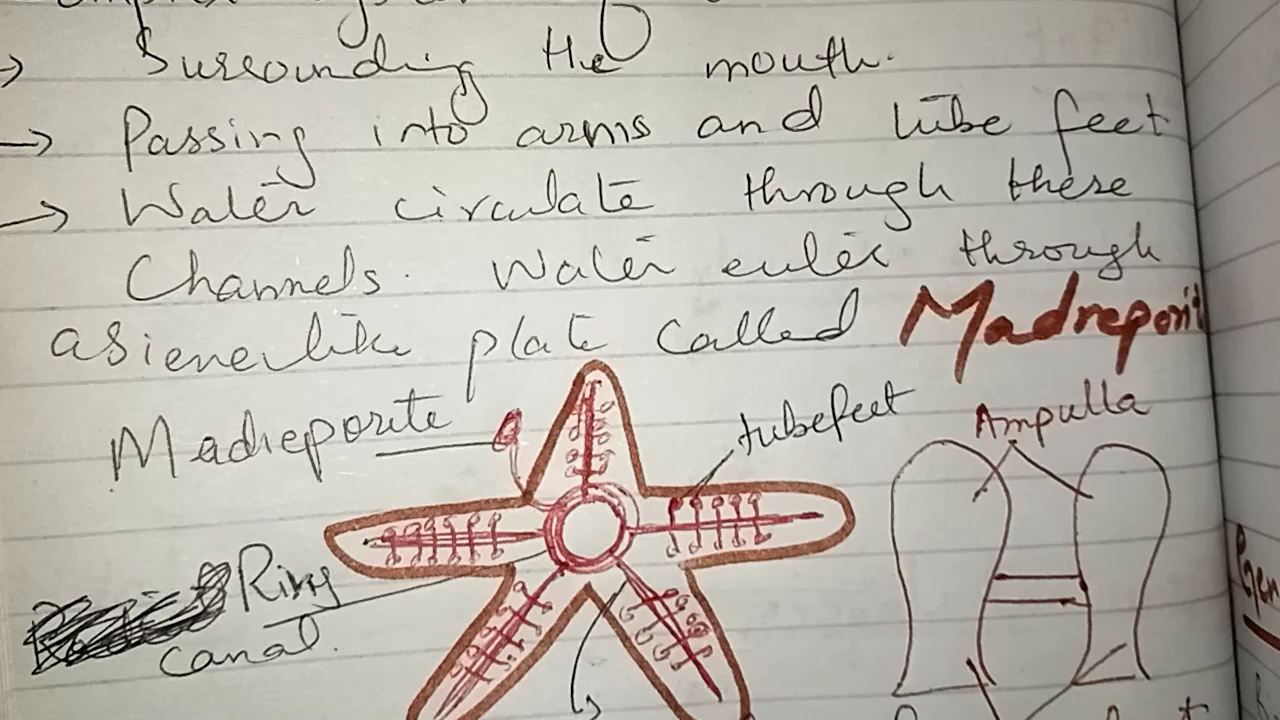 → Surrounding the mouth.
→ Passing into arms and tube feet
→ Water circulate through these
Channels. Water enter through
a sieve like plate called Madreporit
Madreporite
tubefeet
Ampulla
Ring
canal.